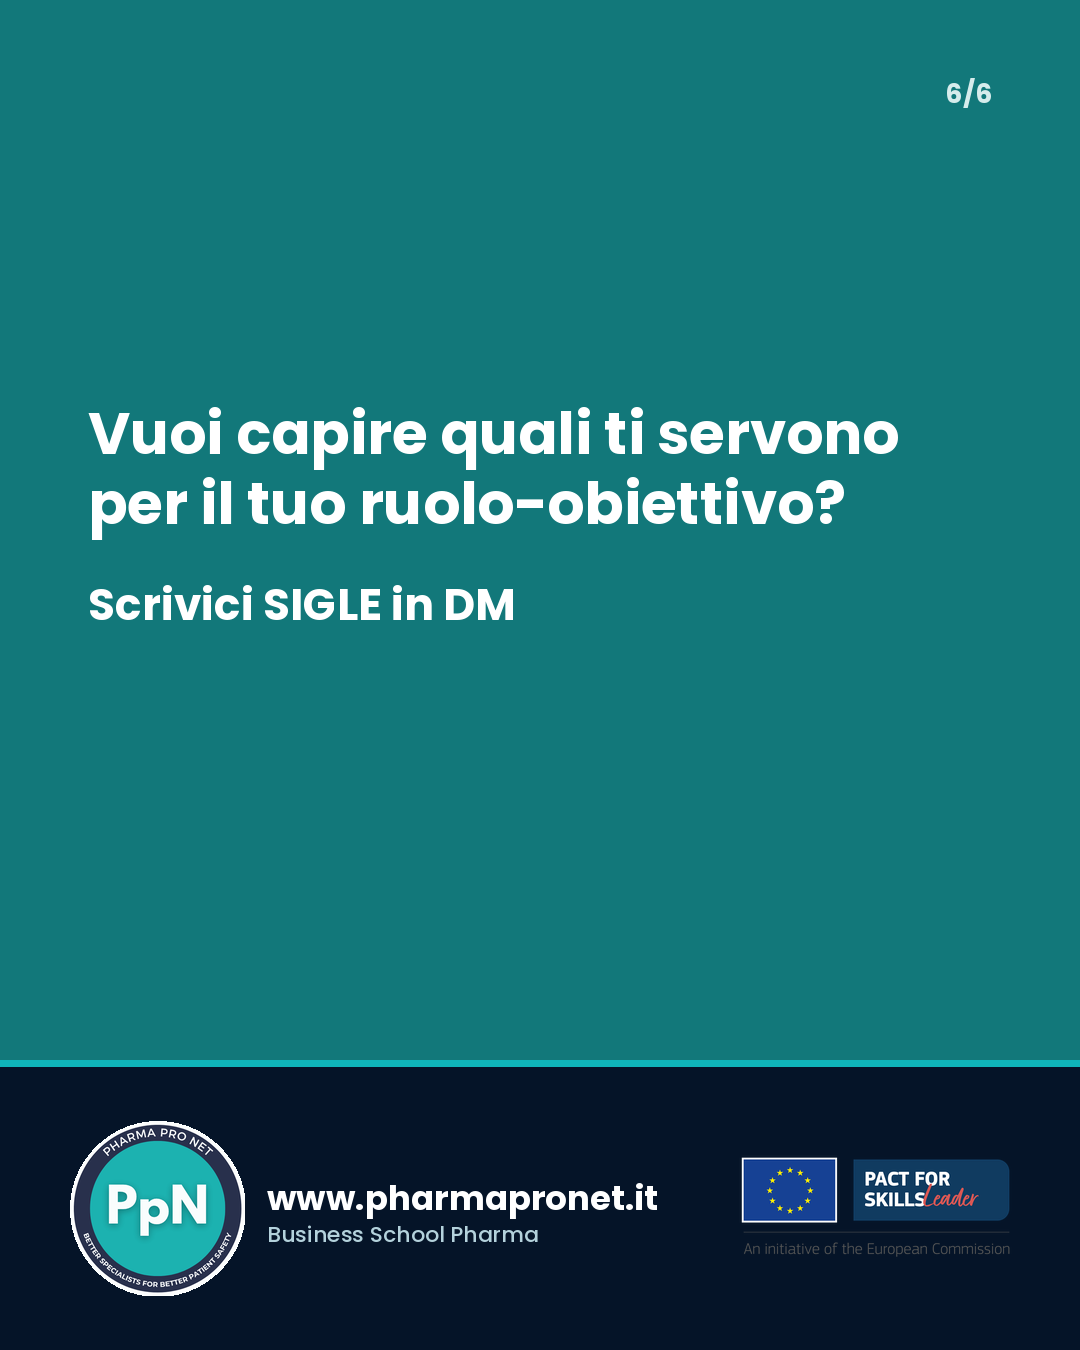 6/6
Vuoi capire quali ti servono
per il tuo ruolo-obiettivo?
Scrivici SIGLE in DM
PHARMA PRO NET
PpN
BETTER SPECIALISTS FOR BETTER PATIENT SAFETY
www.pharmapronet.it
Business School Pharma
PACT FOR
SKILLS Leader
An initiative of the European Commission